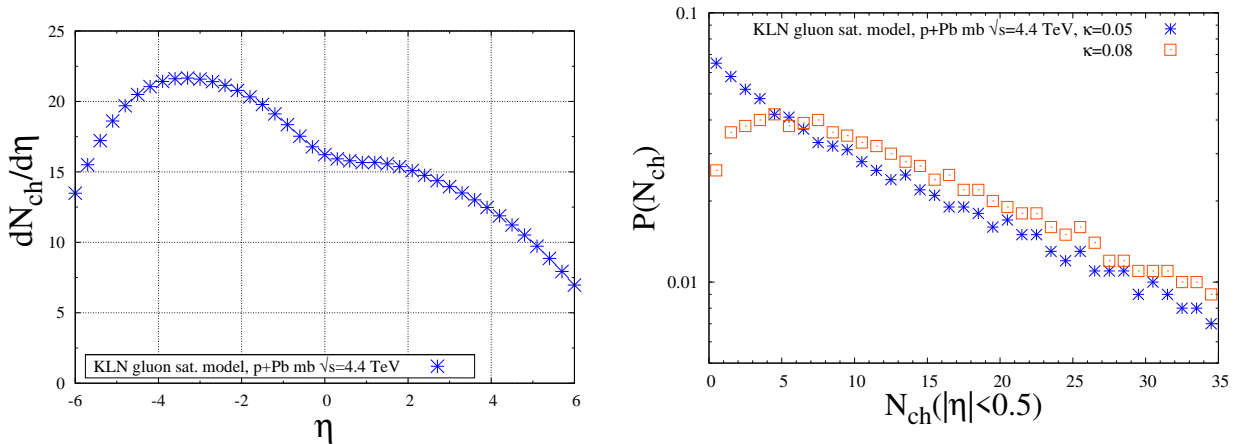 25
20
15
10
5
0
-6 -4 -2 0 2 4 6
dN_ch/dη
η
KLN gluon sat. model, p+Pb mb √s=4.4 TeV
0.1
0.01
0 5 10 15 20 25 30 35
P(N_ch)
N_ch(|η|<0.5)
KLN gluon sat. model, p+Pb mb √s=4.4 TeV, κ=0.05
κ=0.08